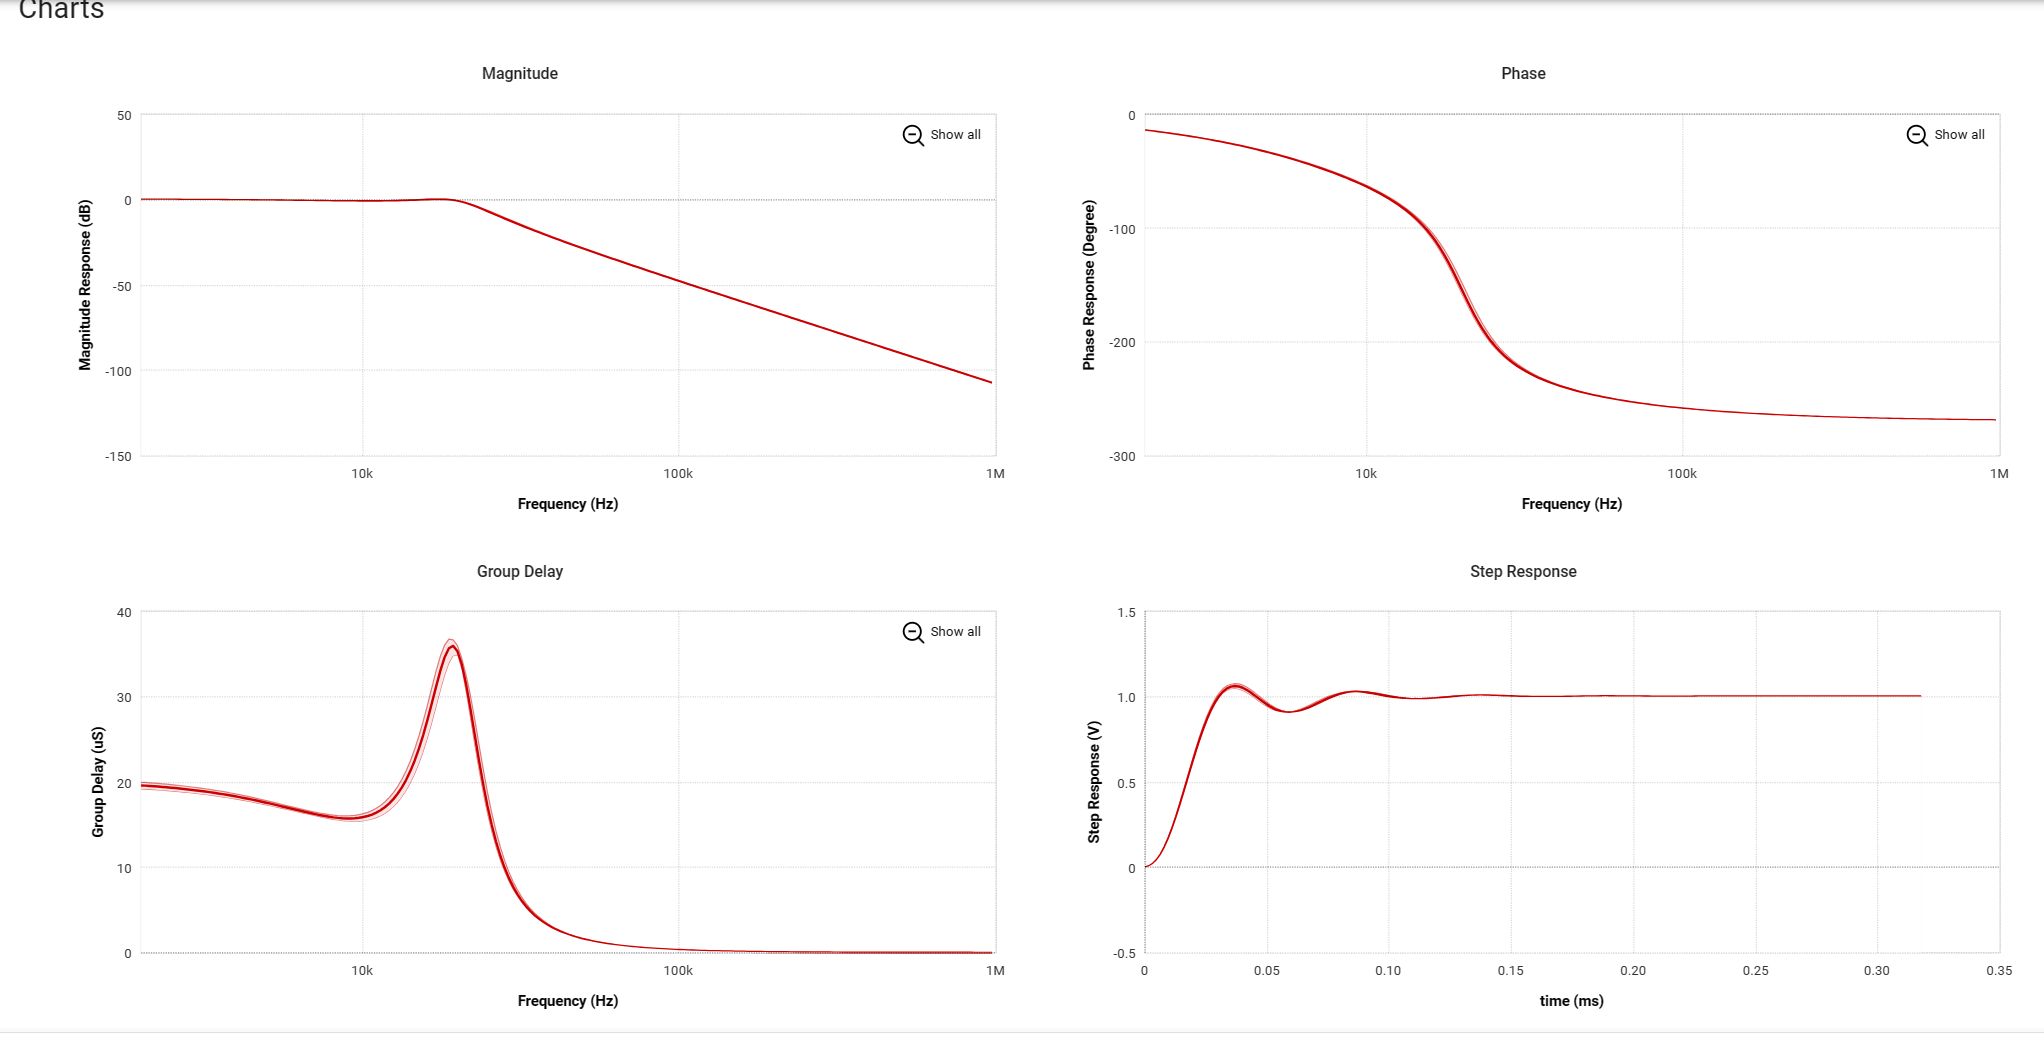 Charts
Magnitude
50
0
-50
-100
-150
Magnitude Response (dB)
Show all
10k 100k 1M
Frequency (Hz)
Phase
0
-100
-200
-300
Phase Response (Degree)
Show all
10k 100k 1M
Frequency (Hz)
Group Delay
40
30
20
10
0
Group Delay (uS)
Show all
10k 100k 1M
Frequency (Hz)
Step Response
1.5
1.0
0.5
0
-0.5
Step Response (V)
0 0.05 0.10 0.15 0.20 0.25 0.30 0.35
time (ms)